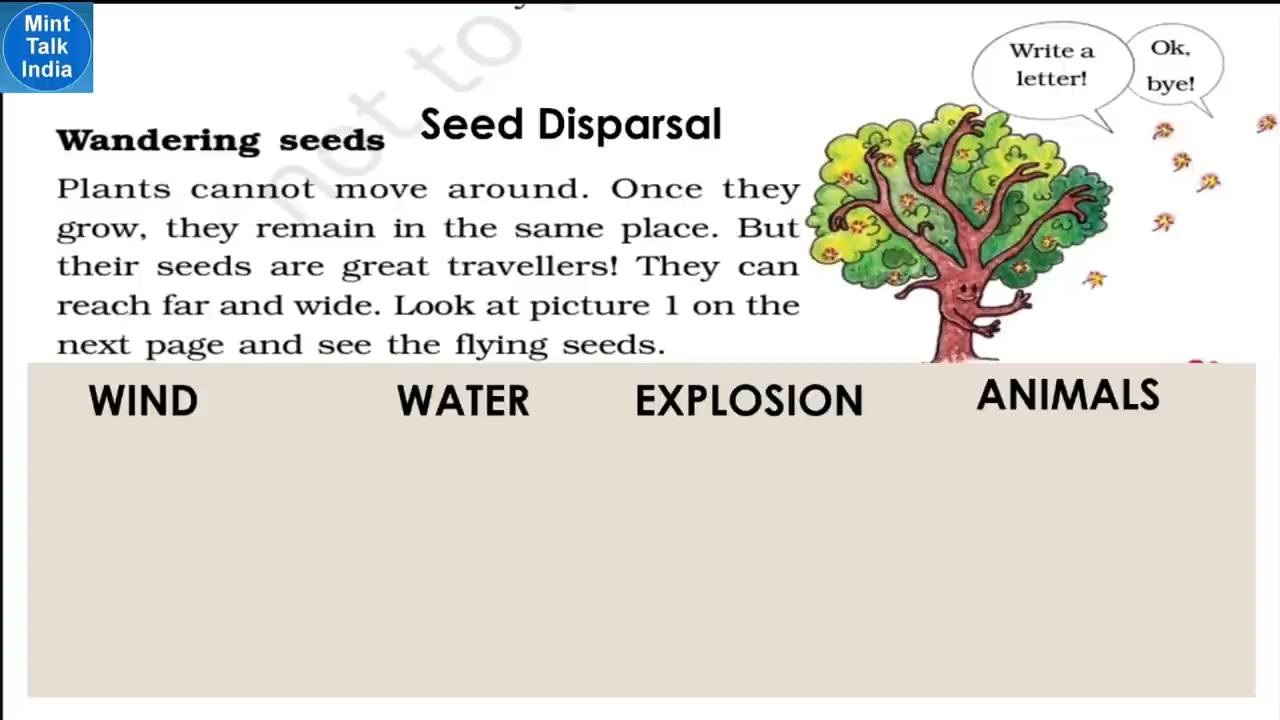 Mint
Talk
India
not to
Write a
letter!
Ok,
bye!
Wandering seeds
Seed Disparsal
Plants cannot move around. Once they
grow, they remain in the same place. But
their seeds are great travellers! They can
reach far and wide. Look at picture 1 on the
next page and see the flying seeds.
WIND
WATER
EXPLOSION
ANIMALS